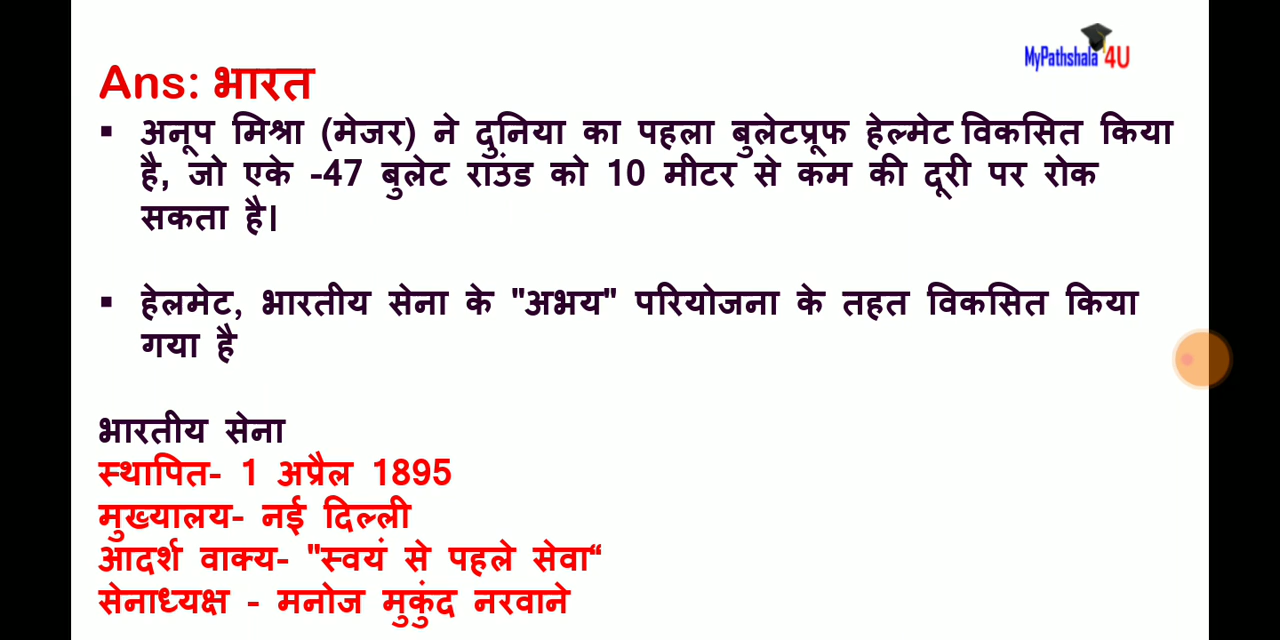 MyPathshala 4U
Ans: भारत
▪ अनूप मिश्रा (मेजर) ने दुनिया का पहला बुलेटप्रूफ हेल्मेट विकसित किया
है, जो एके -47 बुलेट राउंड को 10 मीटर से कम की दूरी पर रोक
सकता है।
▪ हेलमेट, भारतीय सेना के "अभय" परियोजना के तहत विकसित किया
गया है
भारतीय सेना
स्थापित- 1 अप्रैल 1895
मुख्यालय- नई दिल्ली
आदर्श वाक्य- "स्वयं से पहले सेवा“
सेनाध्यक्ष - मनोज मुकुंद नरवाने